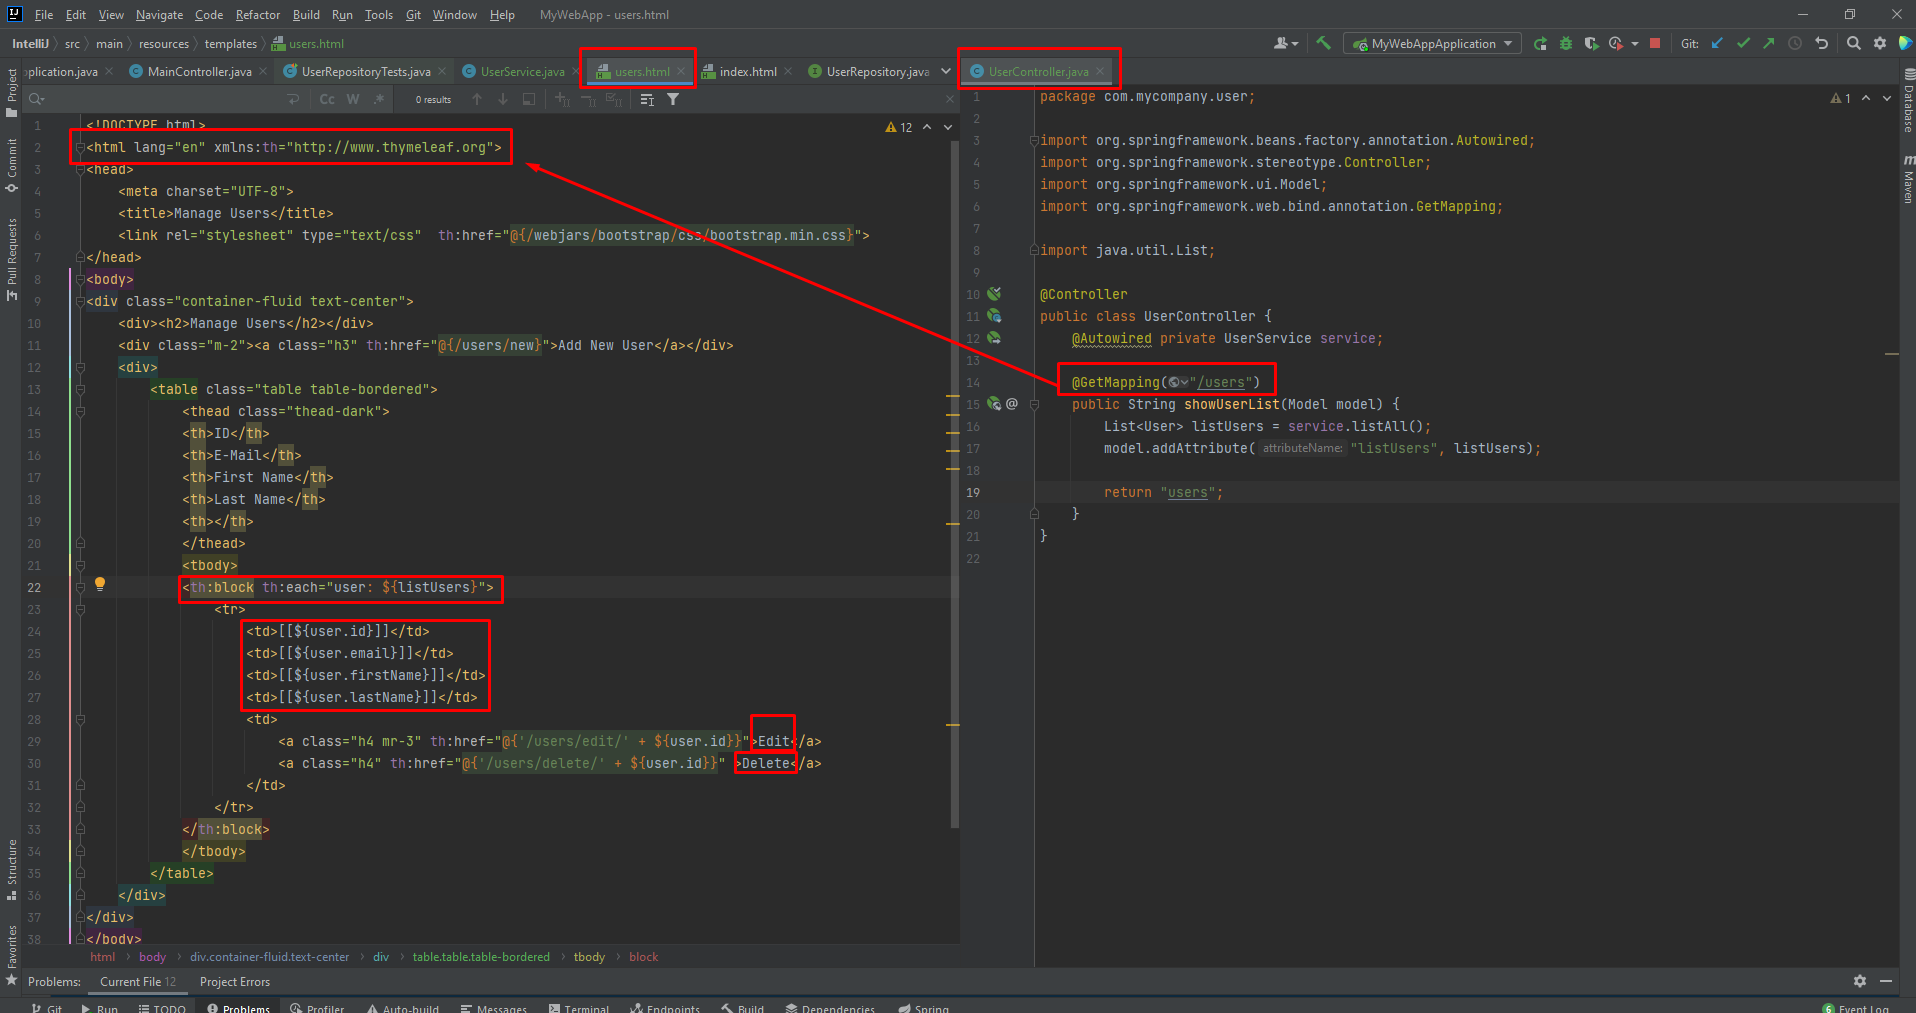 File Edit View Navigate Code Refactor Build Run Tools Git Window Help MyWebApp - users.html
IntelliJ src main resources templates users.html MyWebAppApplication Git:
plication.java MainController.java UserRepositoryTests.java UserService.java users.html index.html UserRepository.java UserController.java
Cc W .* 0 results
Project
Commit
Pull Requests
Structure
Favorites
12
1 <!DOCTYPE html>
2 <html lang="en" xmlns:th="http://www.thymeleaf.org">
3 <head>
4 <meta charset="UTF-8">
5 <title>Manage Users</title>
6 <link rel="stylesheet" type="text/css"  th:href="@{/webjars/bootstrap/css/bootstrap.min.css}">
7 </head>
8 <body>
9 <div class="container-fluid text-center">
10 <div><h2>Manage Users</h2></div>
11 <div class="m-2"><a class="h3" th:href="@{/users/new}">Add New User</a></div>
12 <div>
13 <table class="table table-bordered">
14 <thead class="thead-dark">
15 <th>ID</th>
16 <th>E-Mail</th>
17 <th>First Name</th>
18 <th>Last Name</th>
19 <th></th>
20 </thead>
21 <tbody>
22 <th:block th:each="user: ${listUsers}">
23 <tr>
24 <td>[[${user.id}]]</td>
25 <td>[[${user.email}]]</td>
26 <td>[[${user.firstName}]]</td>
27 <td>[[${user.lastName}]]</td>
28 <td>
29 <a class="h4 mr-3" th:href="@{'/users/edit/' + ${user.id}}">Edit</a>
30 <a class="h4" th:href="@{'/users/delete/' + ${user.id}}" >Delete</a>
31 </td>
32 </tr>
33 </th:block>
34 </tbody>
35 </table>
36 </div>
37 </div>
38 </body>
html body div.container-fluid.text-center div table.table.table-bordered tbody block
1
1 package com.mycompany.user;
2
3 import org.springframework.beans.factory.annotation.Autowired;
4 import org.springframework.stereotype.Controller;
5 import org.springframework.ui.Model;
6 import org.springframework.web.bind.annotation.GetMapping;
7
8 import java.util.List;
9
10 @Controller
11 public class UserController {
12 @Autowired private UserService service;
13
14 @GetMapping("/users")
15 @ public String showUserList(Model model) {
16 List<User> listUsers = service.listAll();
17 model.addAttribute( attributeName: "listUsers", listUsers);
18
19 return "users";
20 }
21 }
22
Database
m Maven
Problems: Current File 12 Project Errors
Git Run TODO Problems Profiler Auto-build Messages Terminal Endpoints Build Dependencies Spring 6 Event Log